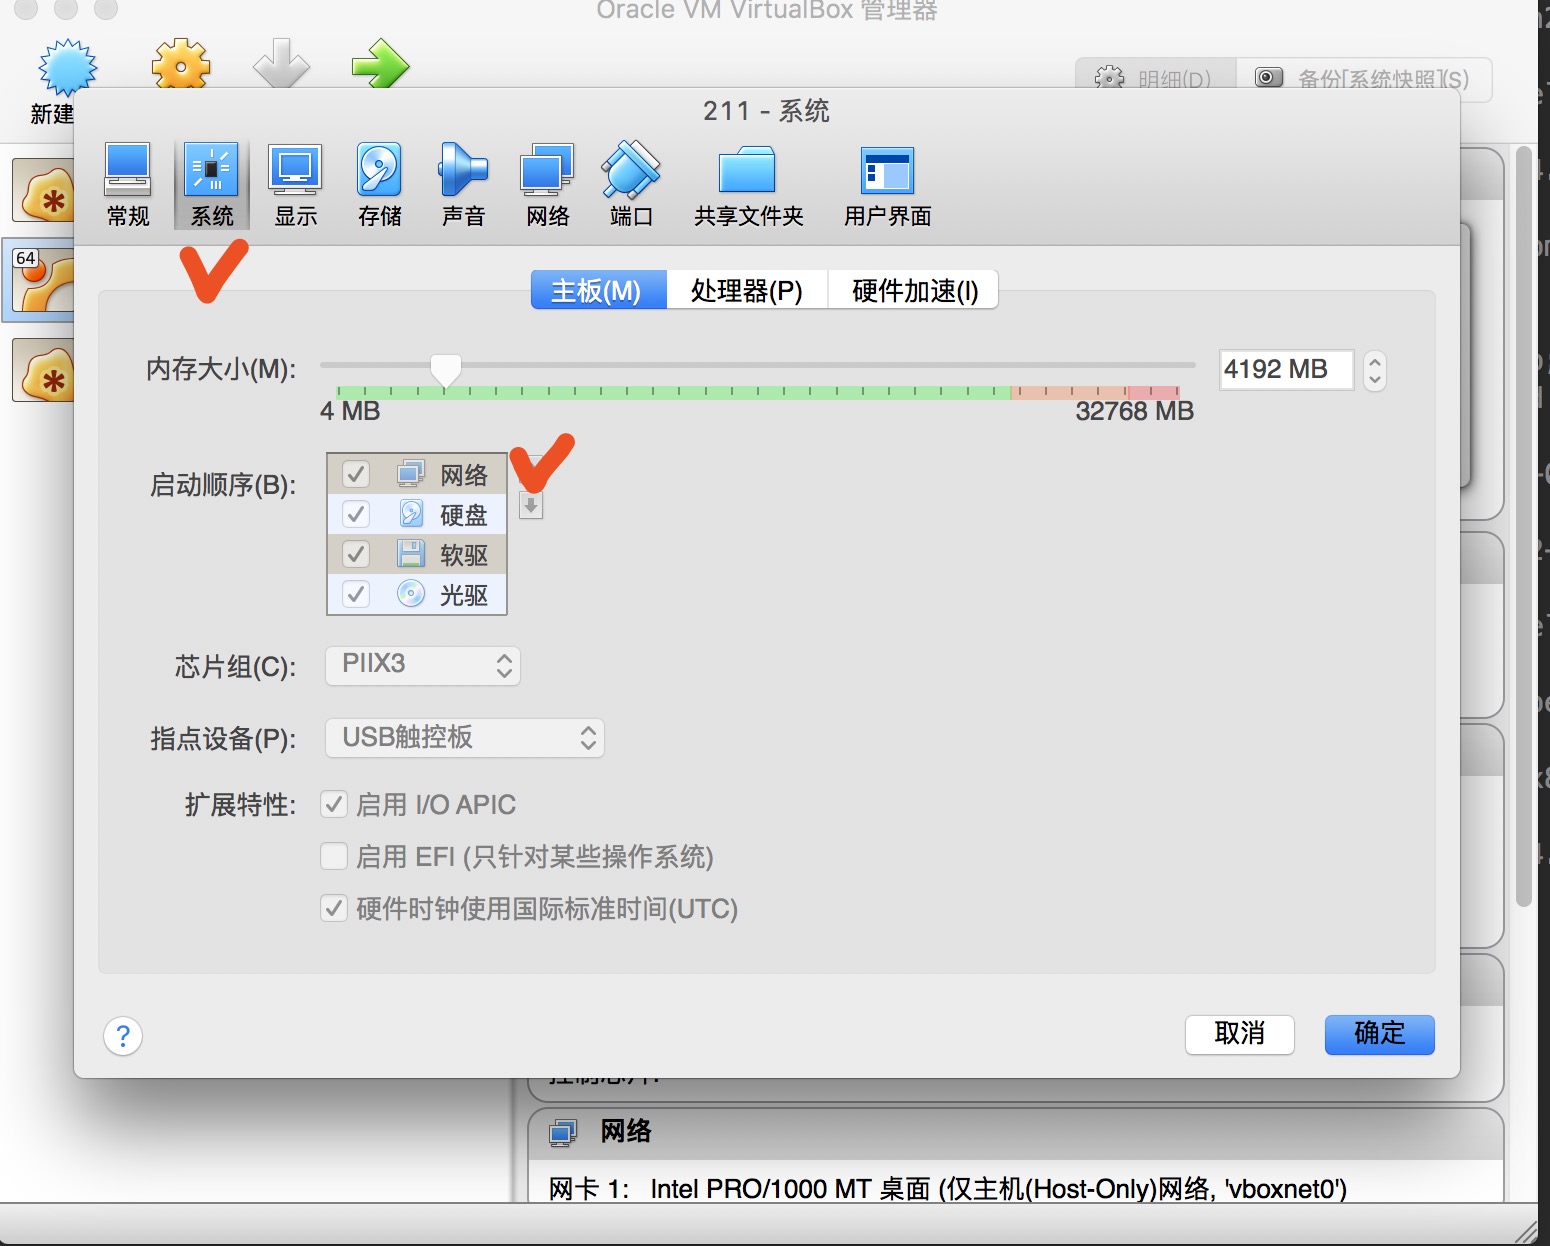 Oracle VM VirtualBox 管理器
新建
明细(D)
备份[系统快照](S)
211 - 系统
常规
系统
显示
存储
声音
网络
端口
共享文件夹
用户界面
64
主板(M)
处理器(P)
硬件加速(I)
内存大小(M):
4192 MB
4 MB
32768 MB
启动顺序(B):
网络
硬盘
软驱
光驱
芯片组(C):
PIIX3
指点设备(P):
USB触控板
扩展特性:
启用 I/O APIC
启用 EFI (只针对某些操作系统)
硬件时钟使用国际标准时间(UTC)
?
取消
确定
网络
网卡 1: Intel PRO/1000 MT 桌面 (仅主机(Host-Only)网络, 'vboxnet0')